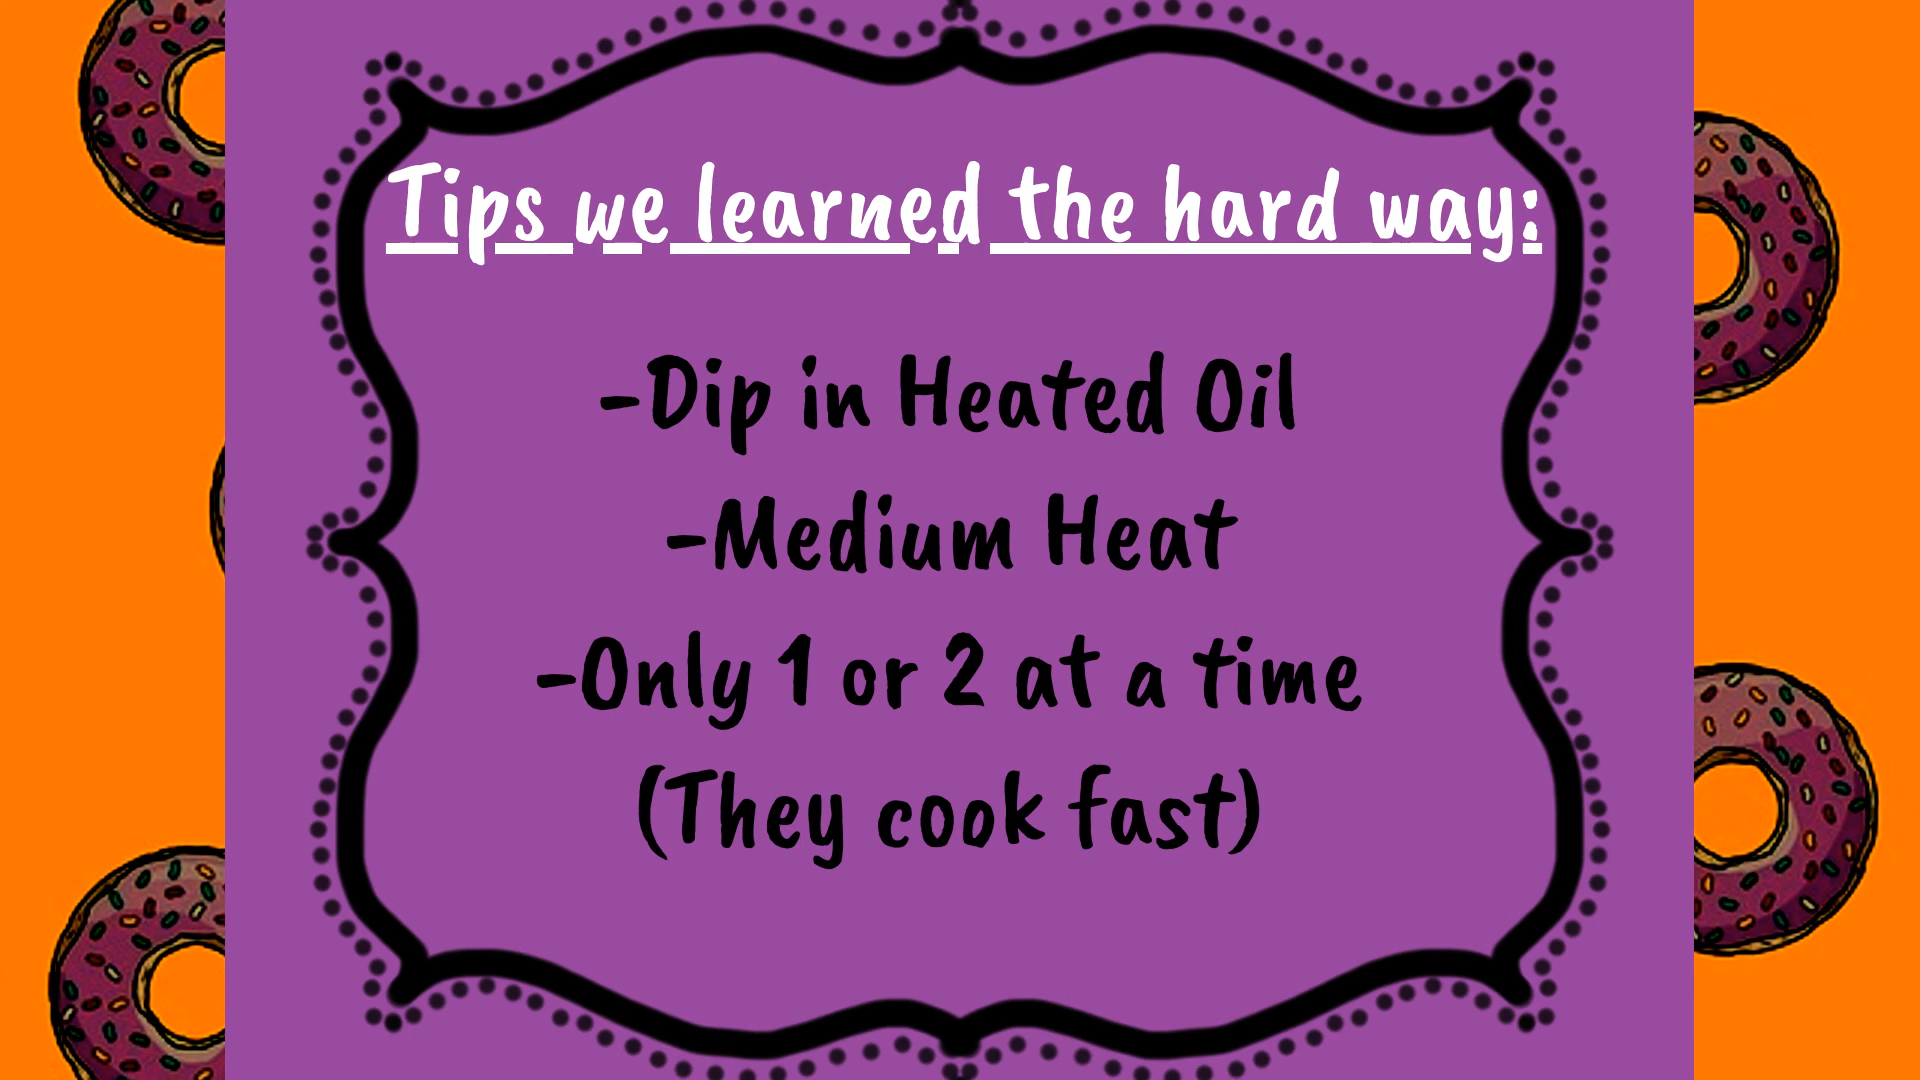 Tips we learned the hard way:
-Dip in Heated Oil
-Medium Heat
-Only 1 or 2 at a time
(They cook fast)